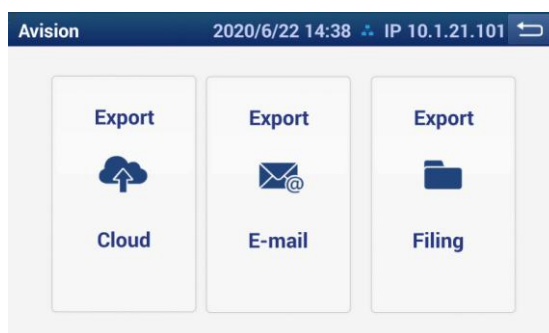 Avision 2020/6/22 14:38 IP 10.1.21.101
Export Export Export
@
Cloud E-mail Filing